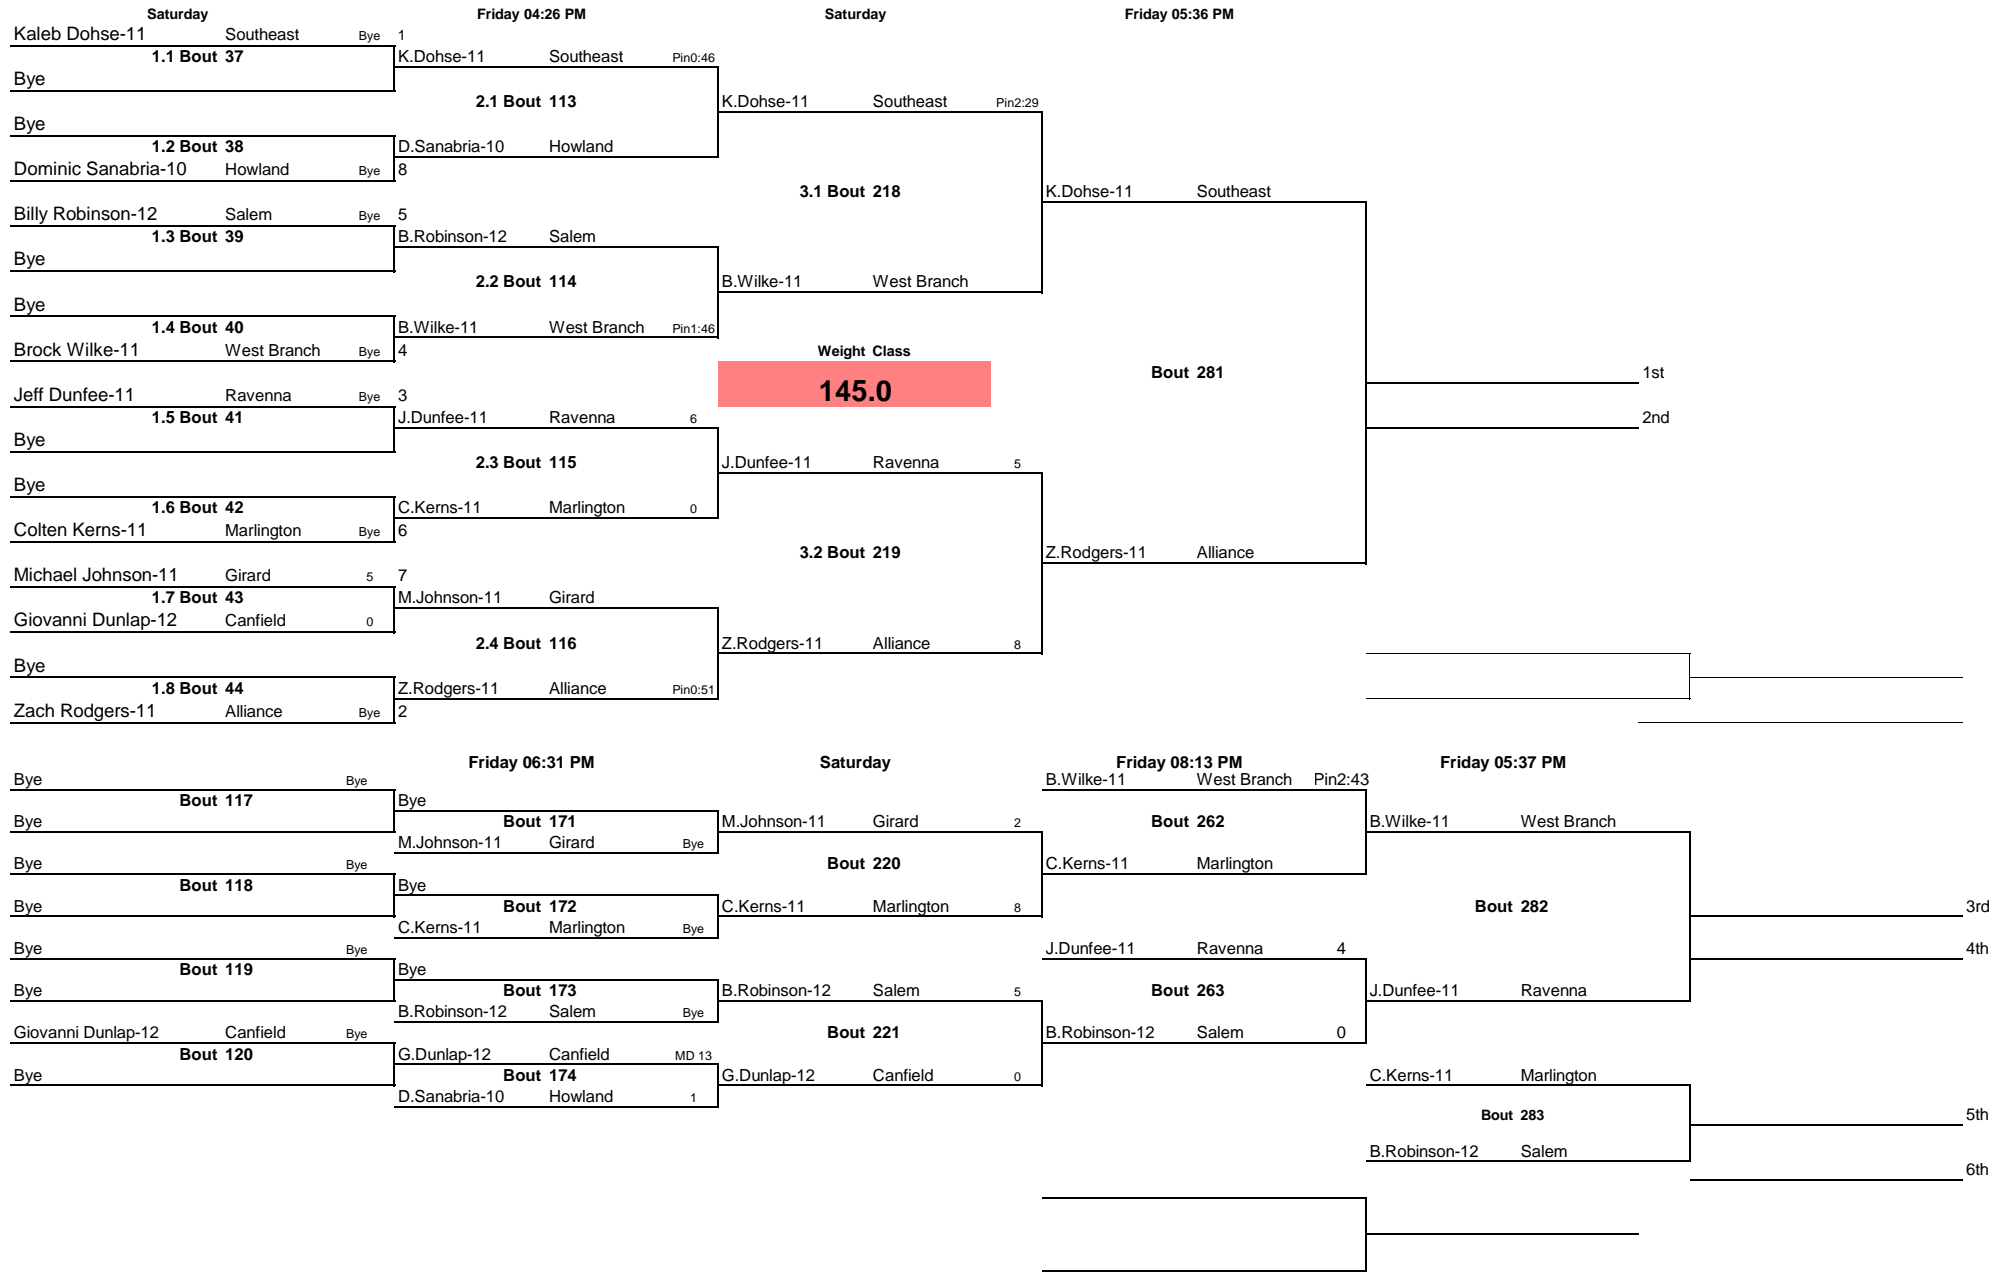 Saturday Friday 04:26 PM Saturday Friday 05:36 PM
Kaleb Dohse-11 Southeast Bye 1
1.1 Bout 37 K.Dohse-11 Southeast Pin0:46
Bye
2.1 Bout 113 K.Dohse-11 Southeast Pin2:29
Bye
1.2 Bout 38 D.Sanabria-10 Howland
Dominic Sanabria-10 Howland Bye 8
3.1 Bout 218 K.Dohse-11 Southeast
Billy Robinson-12 Salem Bye 5
1.3 Bout 39 B.Robinson-12 Salem
Bye
2.2 Bout 114 B.Wilke-11 West Branch
Bye
1.4 Bout 40 B.Wilke-11 West Branch Pin1:46
Brock Wilke-11 West Branch Bye 4 Weight Class
Bout 281 1st
145.0
Jeff Dunfee-11 Ravenna Bye 3
1.5 Bout 41 J.Dunfee-11 Ravenna 6 2nd
Bye
2.3 Bout 115 J.Dunfee-11 Ravenna 5
Bye
1.6 Bout 42 C.Kerns-11 Marlington 0
Colten Kerns-11 Marlington Bye 6
3.2 Bout 219 Z.Rodgers-11 Alliance
Michael Johnson-11 Girard 5 7
1.7 Bout 43 M.Johnson-11 Girard
Giovanni Dunlap-12 Canfield 0
2.4 Bout 116 Z.Rodgers-11 Alliance 8
Bye
1.8 Bout 44 Z.Rodgers-11 Alliance Pin0:51
Zach Rodgers-11 Alliance Bye 2
Friday 06:31 PM Saturday Friday 08:13 PM Friday 05:37 PM
Bye Bye B.Wilke-11 West Branch Pin2:43
Bout 117 Bye
Bye Bout 171 M.Johnson-11 Girard 2 Bout 262 B.Wilke-11 West Branch
M.Johnson-11 Girard Bye
Bye Bye Bout 220 C.Kerns-11 Marlington
Bout 118 Bye
Bye Bout 172 C.Kerns-11 Marlington 8 Bout 282 3rd
C.Kerns-11 Marlington Bye
Bye Bye J.Dunfee-11 Ravenna 4 4th
Bout 119 Bye
Bye Bout 173 B.Robinson-12 Salem 5 Bout 263 J.Dunfee-11 Ravenna
B.Robinson-12 Salem Bye
Giovanni Dunlap-12 Canfield Bye Bout 221 B.Robinson-12 Salem 0
Bout 120 G.Dunlap-12 Canfield MD 13
Bye Bout 174 G.Dunlap-12 Canfield 0 C.Kerns-11 Marlington
D.Sanabria-10 Howland 1
Bout 283 5th
B.Robinson-12 Salem
6th